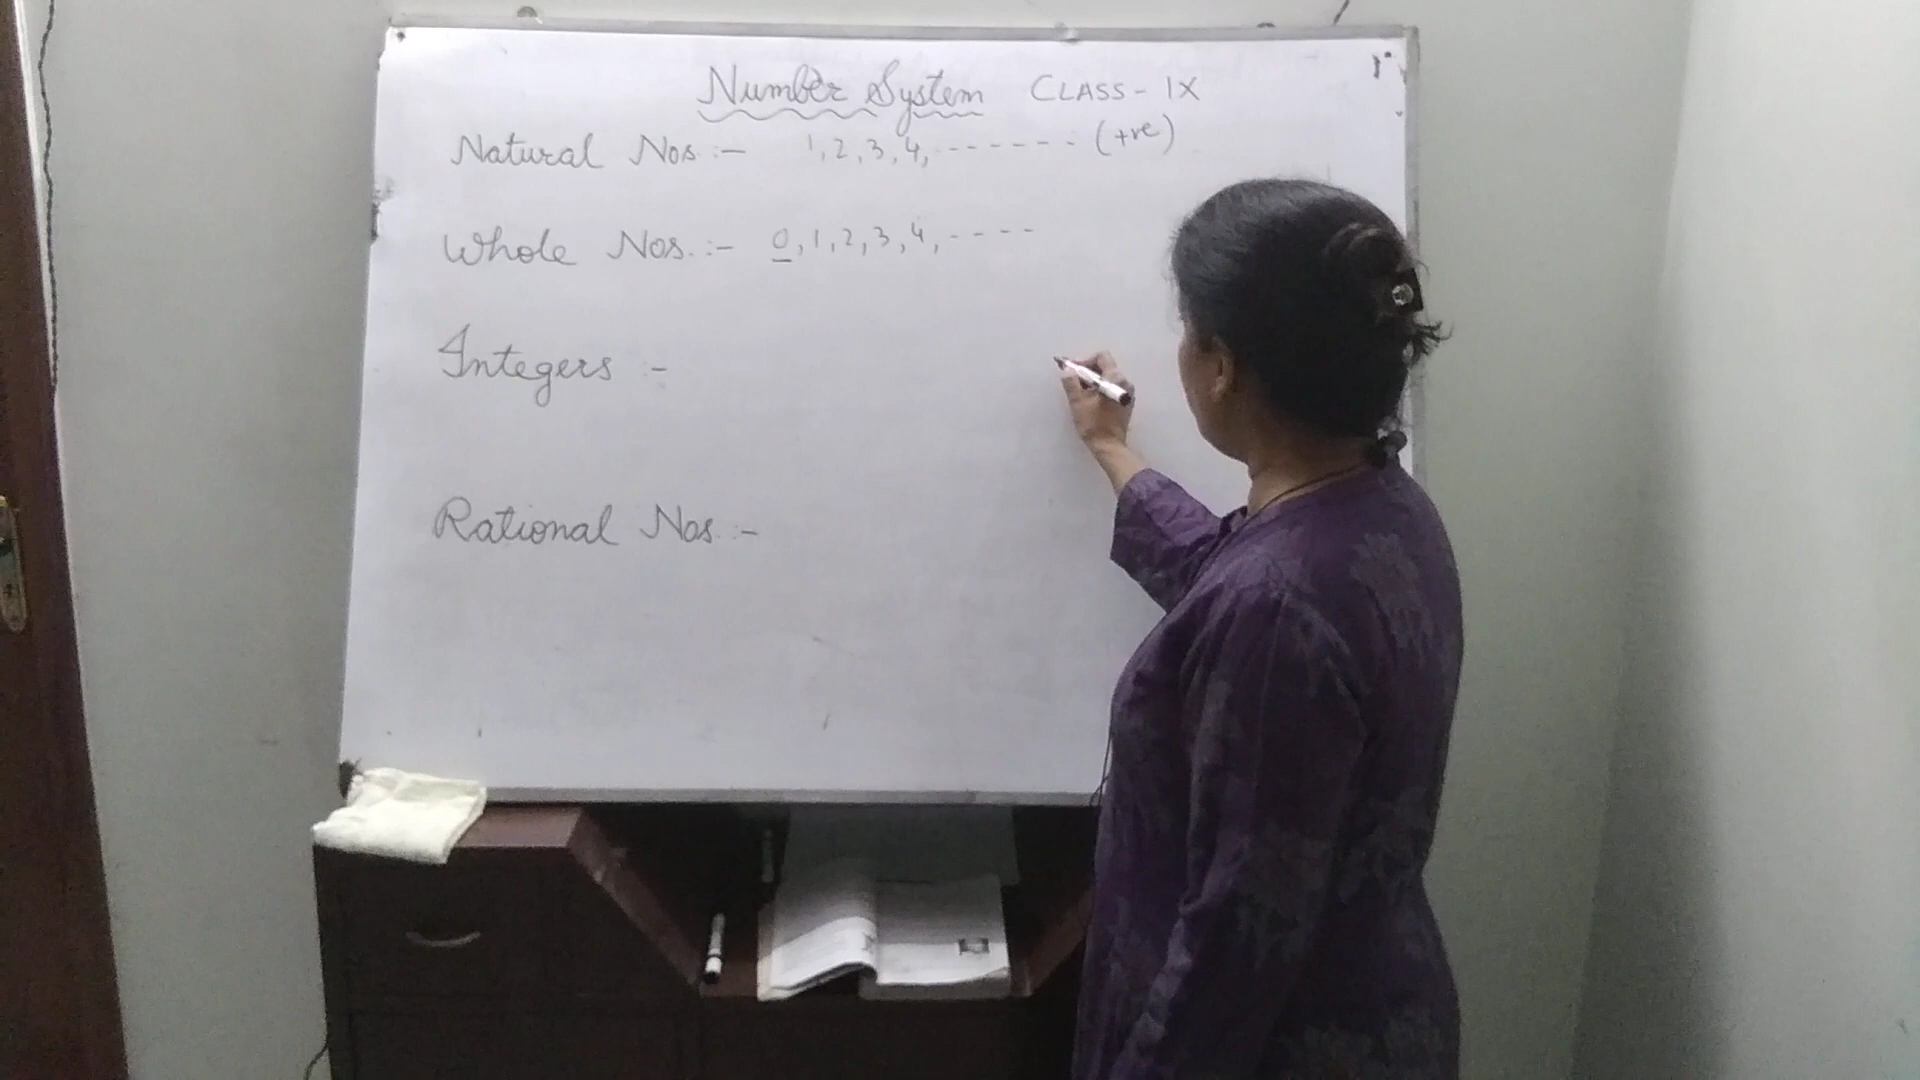 Number System CLASS - IX
Natural Nos :- 1, 2, 3, 4, ------- (+ve)
Whole Nos. :- 0, 1, 2, 3, 4, ----
Integers :-
Rational Nos. :-